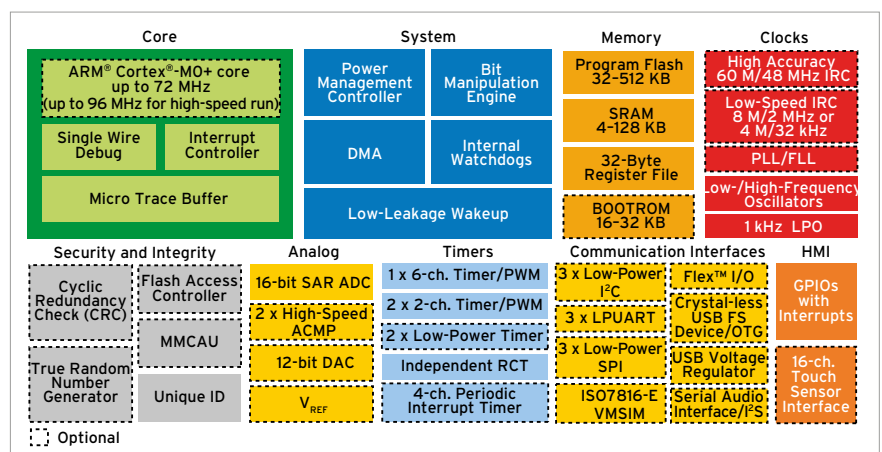 Core
ARM® Cortex®-M0+ core
up to 72 MHz
(up to 96 MHz for high-speed run)
Single Wire
Debug
Interrupt
Controller
Micro Trace Buffer
System
Power
Management
Controller
Bit
Manipulation
Engine
DMA
Internal
Watchdogs
Low-Leakage Wakeup
Memory
Program Flash
32-512 KB
SRAM
4-128 KB
32-Byte
Register File
BOOTROM
16-32 KB
Clocks
High Accuracy
60 M/48 MHz IRC
Low-Speed IRC
8 M/2 MHz or
4 M/32 kHz
PLL/FLL
Low-/High-Frequency
Oscillators
1 kHz LPO
Security and Integrity
Cyclic
Redundancy
Check (CRC)
Flash Access
Controller
MMCAU
True Random
Number
Generator
Unique ID
Analog
16-bit SAR ADC
2 x High-Speed
ACMP
12-bit DAC
VREF
Timers
1 x 6-ch. Timer/PWM
2 x 2-ch. Timer/PWM
2 x Low-Power Timer
Independent RCT
4-ch. Periodic
Interrupt Timer
Communication Interfaces
3 x Low-Power
I²C
3 x LPUART
3 x Low-Power
SPI
ISO7816-E
VMSIM
Flex™ I/O
Crystal-less
USB FS
Device/OTG
USB Voltage
Regulator
Serial Audio
Interface/I²S
HMI
GPIOs
with
Interrupts
16-ch.
Touch
Sensor
Interface
Optional